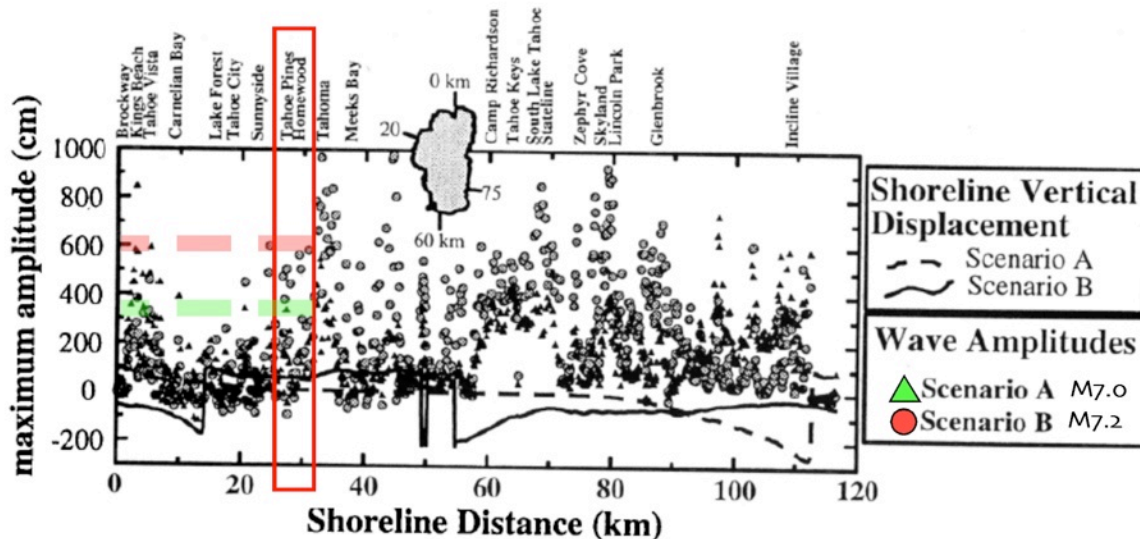 Brockway
Kings Beach
Tahoe Vista
Carnelian Bay
Lake Forest
Tahoe City
Sunnyside
Tahoe Pines
Homewood
Tahoma
Meeks Bay
Camp Richardson
Tahoe Keys
South Lake Tahoe
Stateline
Zephyr Cove
Skyland
Lincoln Park
Glenbrook
Incline Village
0 km
20
75
60 km
maximum amplitude (cm)
1000
800
600
400
200
0
-200
0
20
40
60
80
100
120
Shoreline Distance (km)
Shoreline Vertical
Displacement
Scenario A
Scenario B
Wave Amplitudes
Scenario A M7.0
Scenario B M7.2